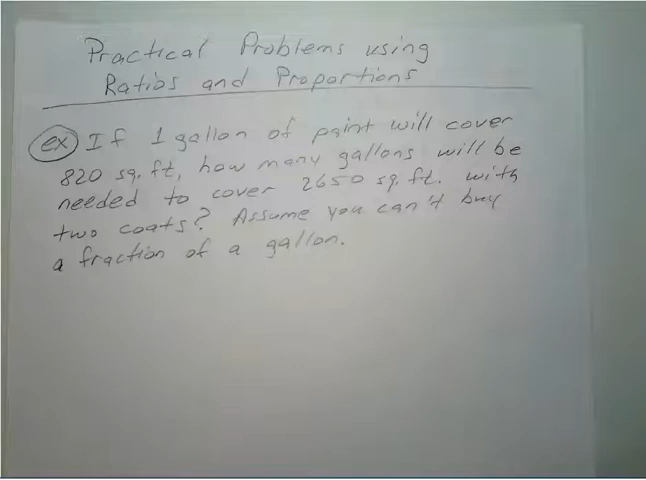 Practical Problems using
Ratios and Proportions
ex If 1 gallon of paint will cover
820 sq. ft, how many gallons will be
needed to cover 2650 sq. ft. with
two coats? Assume you can't buy
a fraction of a gallon.